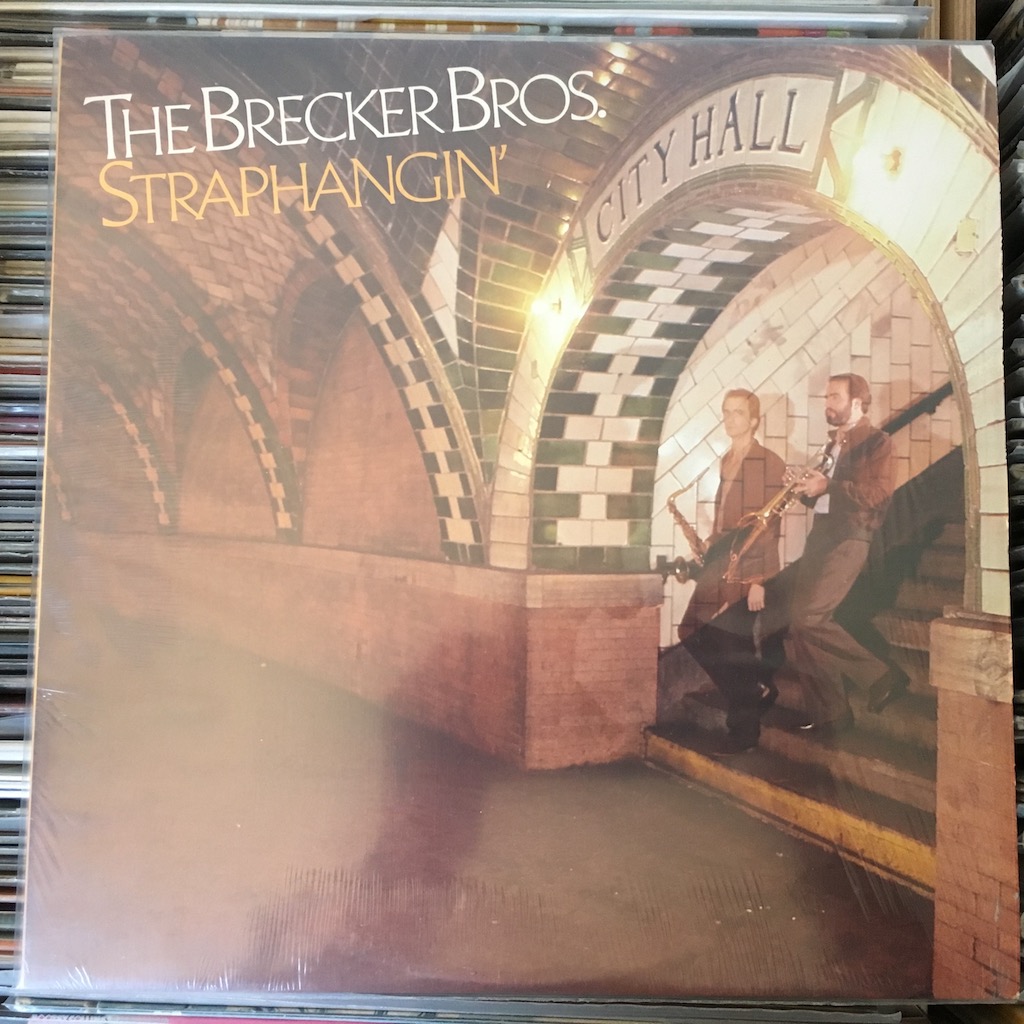 THE BRECKER BROS.
STRAPHANGIN'
CITY HALL